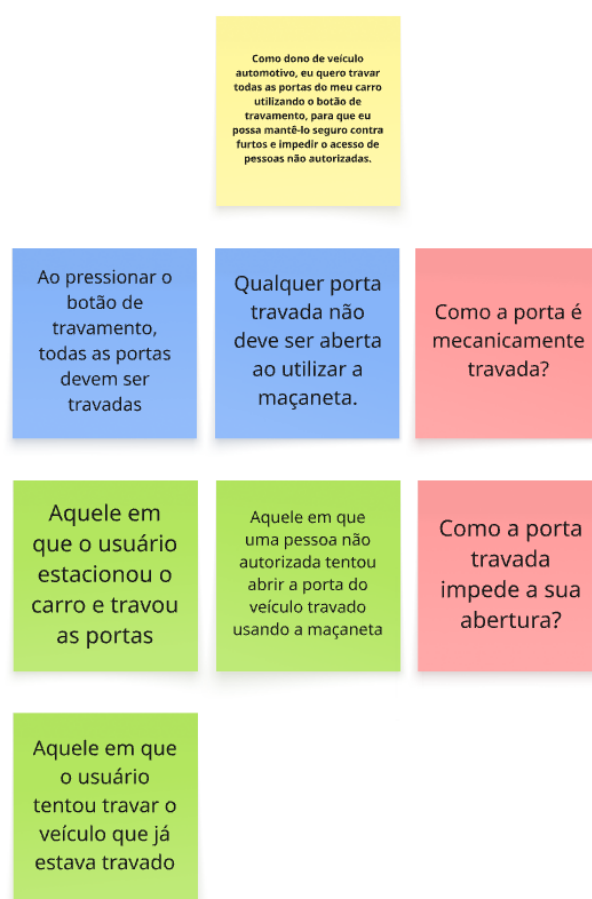 Como dono de veículo
automotivo, eu quero travar
todas as portas do meu carro
utilizando o botão de
travamento, para que eu
possa mantê-lo seguro contra
furtos e impedir o acesso de
pessoas não autorizadas.
Ao pressionar o
botão de
travamento,
todas as portas
devem ser
travadas
Qualquer porta
travada não
deve ser aberta
ao utilizar a
maçaneta.
Como a porta é
mecanicamente
travada?
Aquele em
que o usuário
estacionou o
carro e travou
as portas
Aquele em que
uma pessoa não
autorizada tentou
abrir a porta do
veículo travado
usando a maçaneta
Como a porta
travada
impede a sua
abertura?
Aquele em que
o usuário
tentou travar o
veículo que já
estava travado